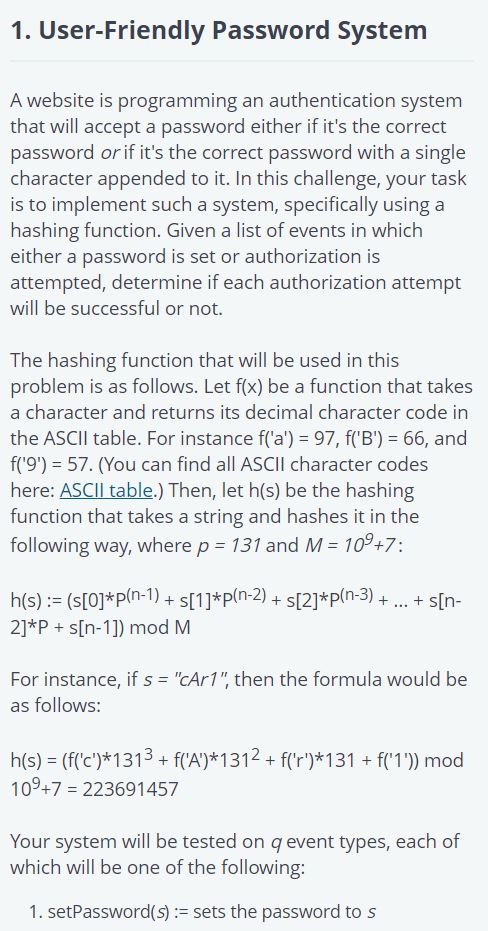 1. User-Friendly Password System
A website is programming an authentication system
that will accept a password either if it's the correct
password or if it's the correct password with a single
character appended to it. In this challenge, your task
is to implement such a system, specifically using a
hashing function. Given a list of events in which
either a password is set or authorization is
attempted, determine if each authorization attempt
will be successful or not.
The hashing function that will be used in this
problem is as follows. Let f(x) be a function that takes
a character and returns its decimal character code in
the ASCII table. For instance f('a') = 97, f('B') = 66, and
f('9') = 57. (You can find all ASCII character codes
here: ASCII table.) Then, let h(s) be the hashing
function that takes a string and hashes it in the
following way, where p = 131 and M = 10⁹+7:
h(s) := (s[0]*P⁽ⁿ⁻¹⁾ + s[1]*P⁽ⁿ⁻²⁾ + s[2]*P⁽ⁿ⁻³⁾ + ... + s[n-
2]*P + s[n-1]) mod M
For instance, if s = "cAr1", then the formula would be
as follows:
h(s) = (f('c')*131³ + f('A')*131² + f('r')*131 + f('1')) mod
10⁹+7 = 223691457
Your system will be tested on q event types, each of
which will be one of the following:
1. setPassword(s) := sets the password to s